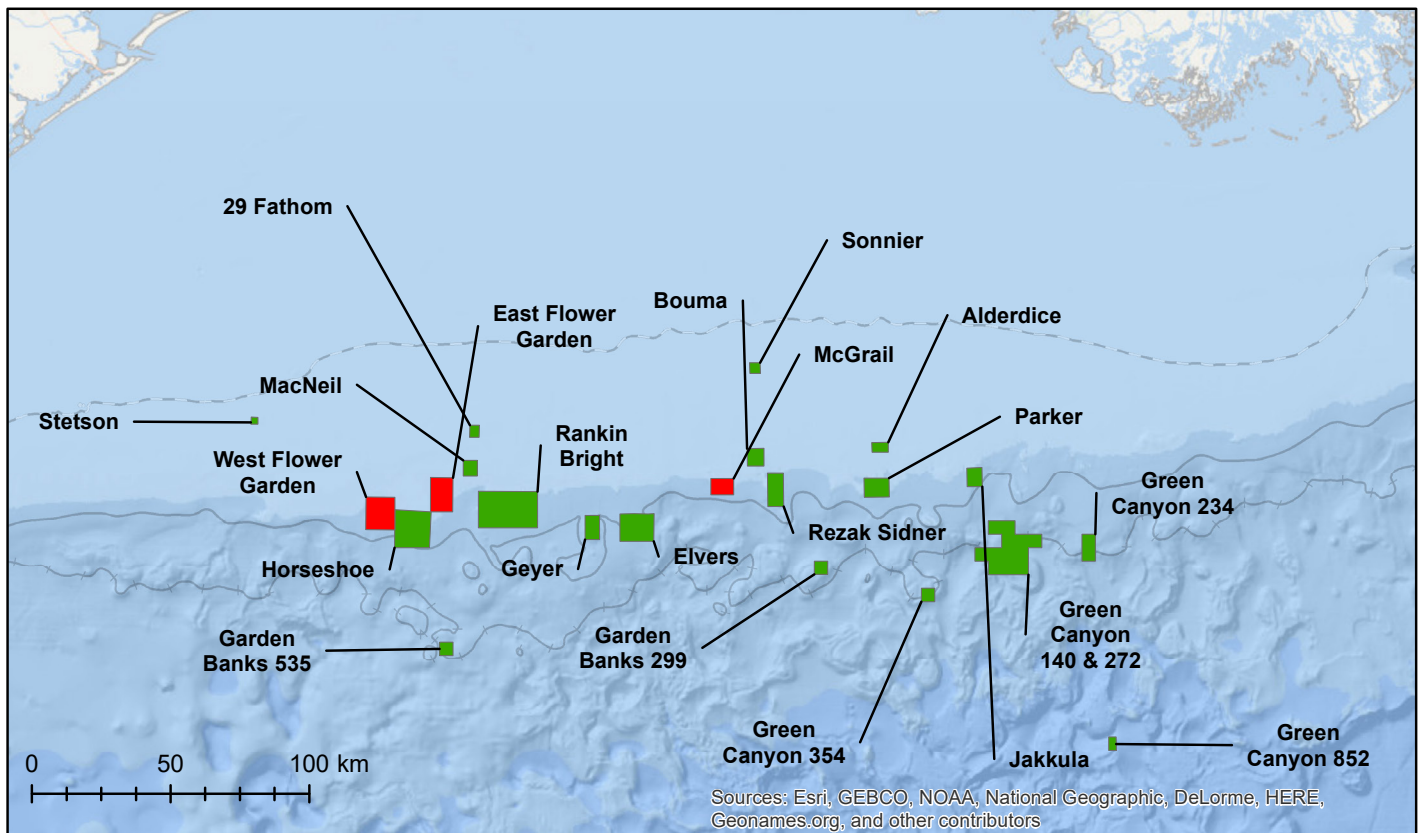 29 Fathom
Sonnier
Bouma
East Flower
Garden
Alderdice
McGrail
MacNeil
Stetson
Parker
Rankin
Bright
West Flower
Garden
Green
Canyon 234
Rezak Sidner
Horseshoe
Geyer
Elvers
Garden
Banks 535
Garden
Banks 299
Green
Canyon
140 & 272
Green
Canyon 354
Jakkula
Green
Canyon 852
0 50 100 km
Sources: Esri, GEBCO, NOAA, National Geographic, DeLorme, HERE,
Geonames.org, and other contributors